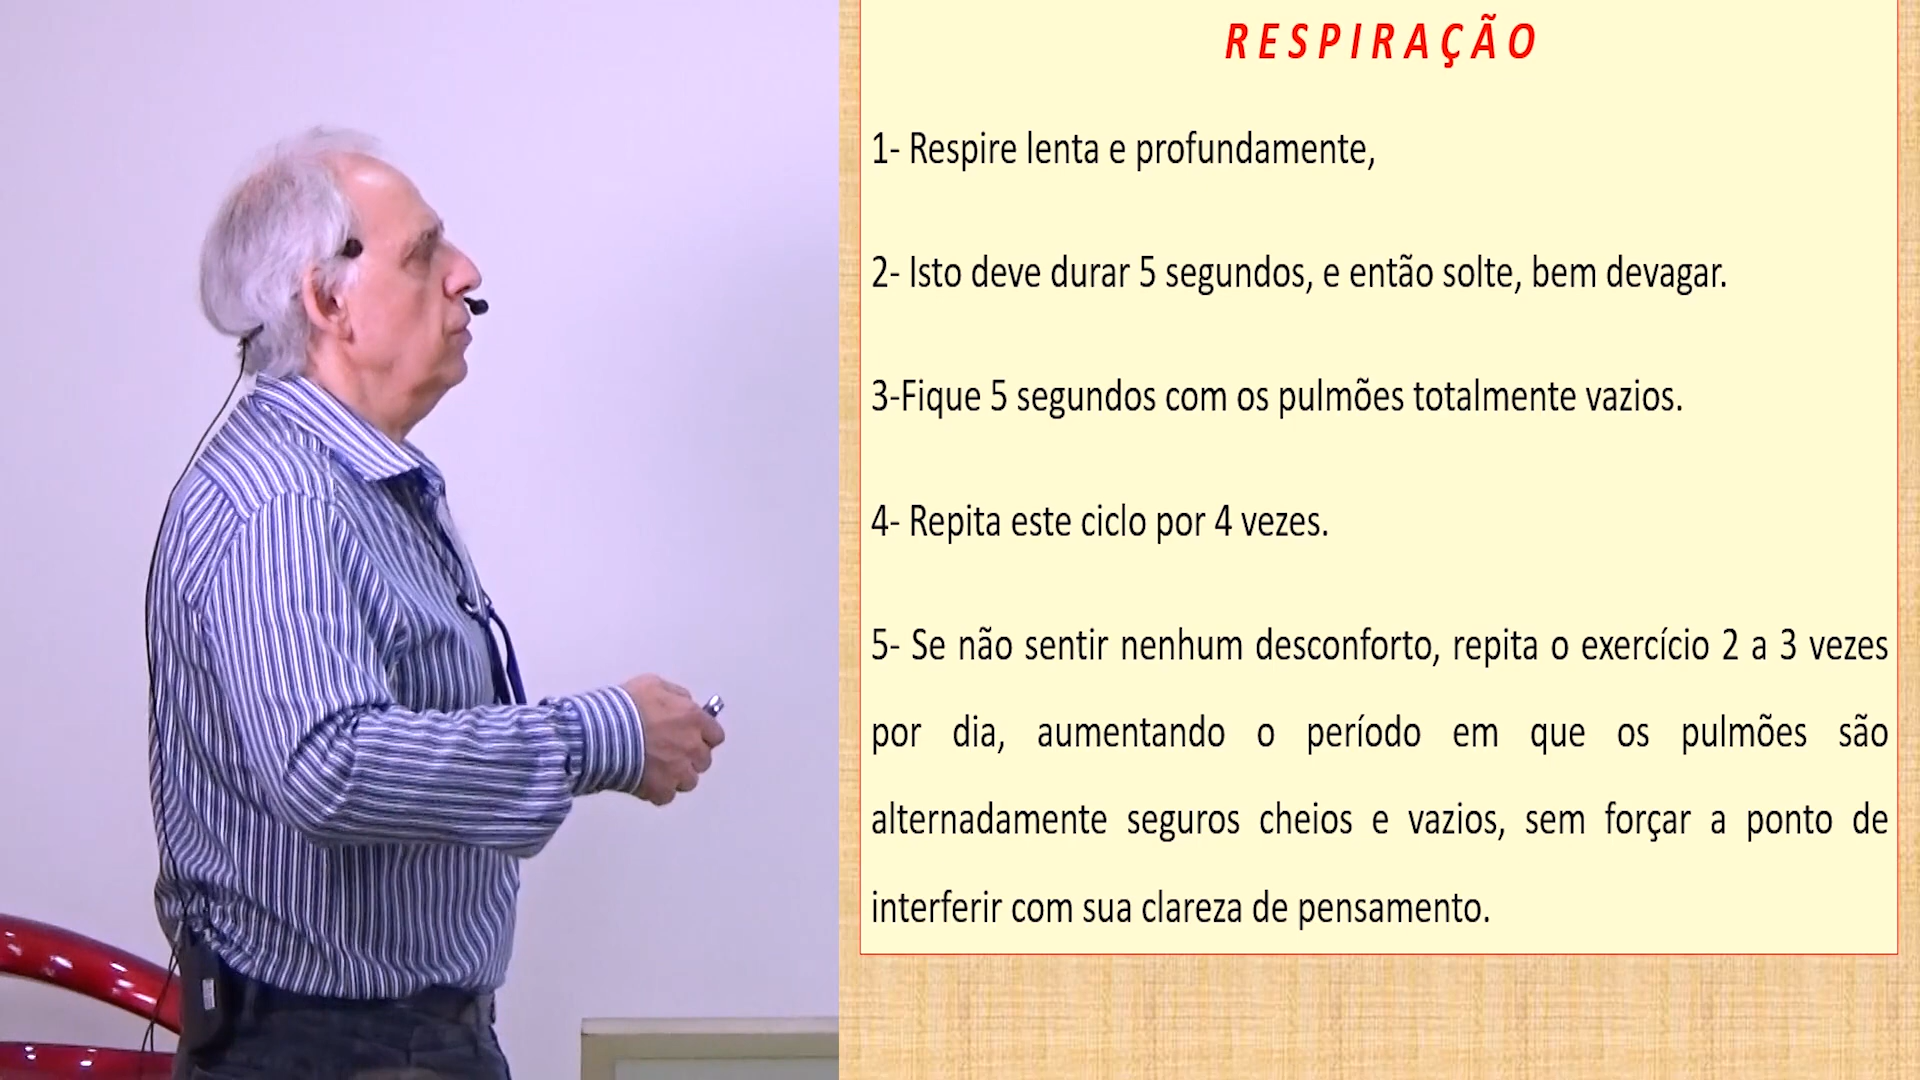 RESPIRAÇÃO
1- Respire lenta e profundamente,
2- Isto deve durar 5 segundos, e então solte, bem devagar.
3-Fique 5 segundos com os pulmões totalmente vazios.
4- Repita este ciclo por 4 vezes.
5- Se não sentir nenhum desconforto, repita o exercício 2 a 3 vezes
por dia, aumentando o período em que os pulmões são
alternadamente seguros cheios e vazios, sem forçar a ponto de
interferir com sua clareza de pensamento.